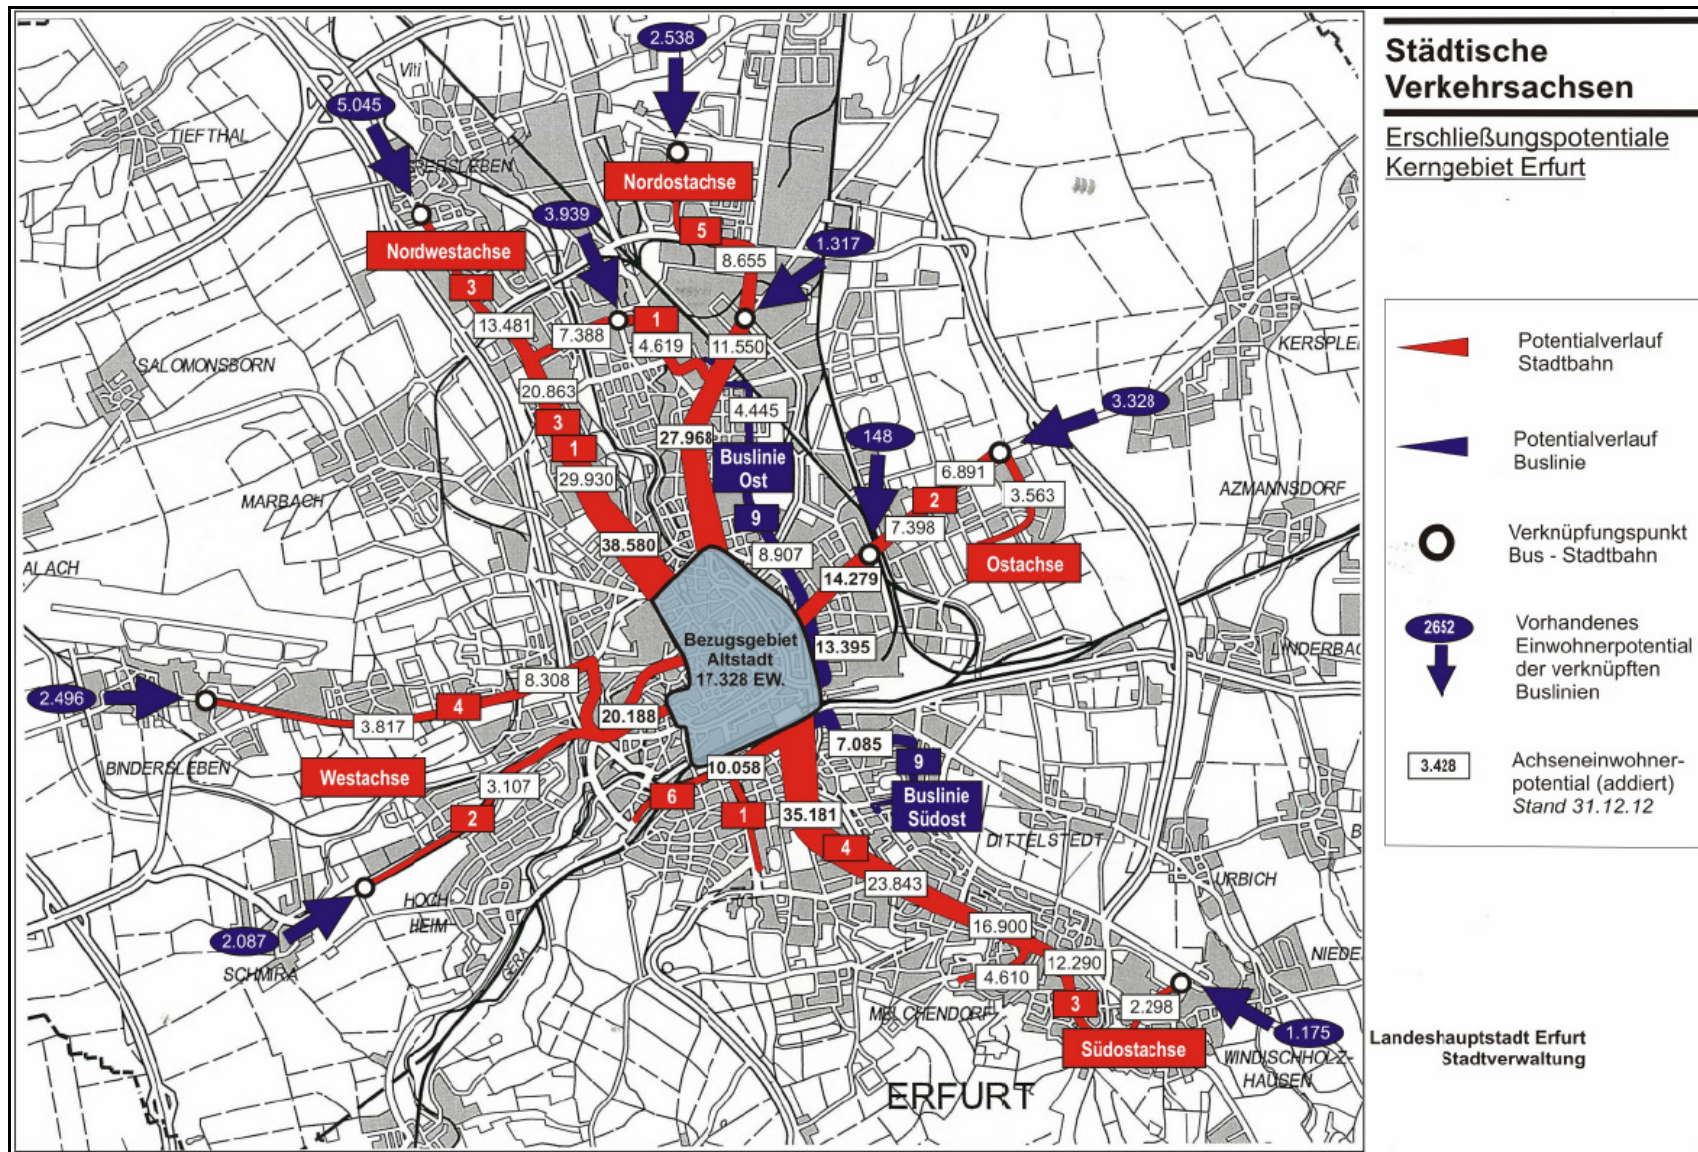 Städtische
Verkehrsachsen
Erschließungspotentiale
Kerngebiet Erfurt
Potentialverlauf
Stadtbahn
Potentialverlauf
Buslinie
Verknüpfungspunkt
Bus - Stadtbahn
2652
Vorhandenes
Einwohnerpotential
der verknüpften
Buslinien
3.428
Achseneinwohner-
potential (addiert)
Stand 31.12.12
Landeshauptstadt Erfurt
Stadtverwaltung
2.538
Viti
5.045
TIEFTHAL
Nordostachse
3.939
5
1.317
Nordwestachse
8.655
3
13.481
7.388
1
4.619
11.550
SALOMONSBORN
20.863
3.328
4.445
3
148
27.968
1
Buslinie
Ost
29.930
6.891
3.563
AZMANNSDORF
MARBACH
2
9
7.398
38.580
8.907
Ostachse
ALACH
14.279
Bezugsgebiet
Altstadt
17.328 EW.
13.395
8.308
2.496
4
20.188
3.817
7.085
BINDERSLEBEN
Westachse
10.058
9
3.107
6
Buslinie
Südost
2
1
35.181
4
DITTELSTEDT
23.843
URBICH
HOCH-
HEIM
16.900
2.087
SCHMIRA
GERA
12.290
4.610
3
2.298
MELCHENDORF
1.175
Südostachse
WINDISCHHOLZ-
HAUSEN
ERFURT